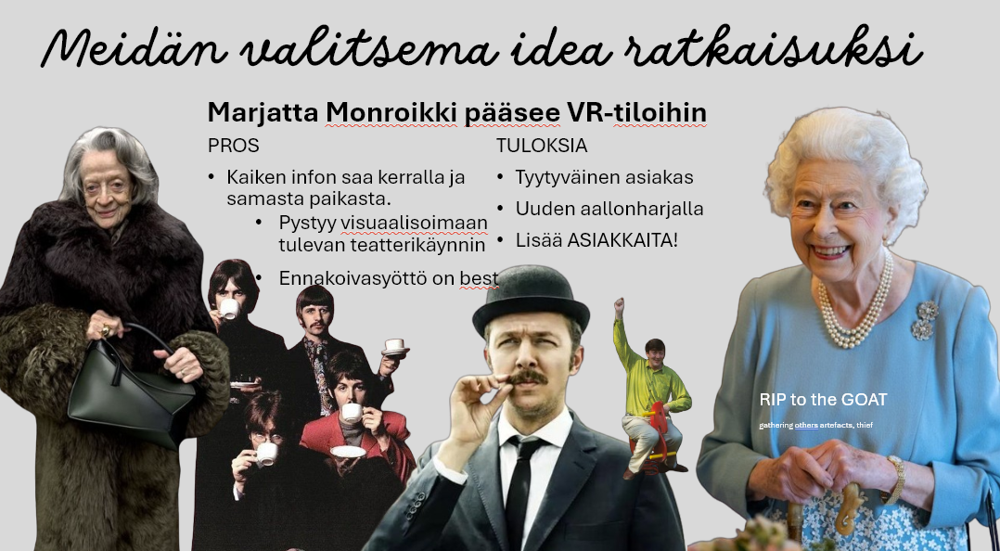 Meidän valitsema idea ratkaisuksi
Marjatta Monroikki pääsee VR-tiloihin
PROS
• Kaiken infon saa kerralla ja
samasta paikasta.
• Pystyy visuaalisoimaan
tulevan teatterikäynnin
• Ennakoivasyöttö on best
TULOKSIA
• Tyytyväinen asiakas
• Uuden aallonharjalla
• Lisää ASIAKKAITA!
RIP to the GOAT
gathering others artefacts, thief